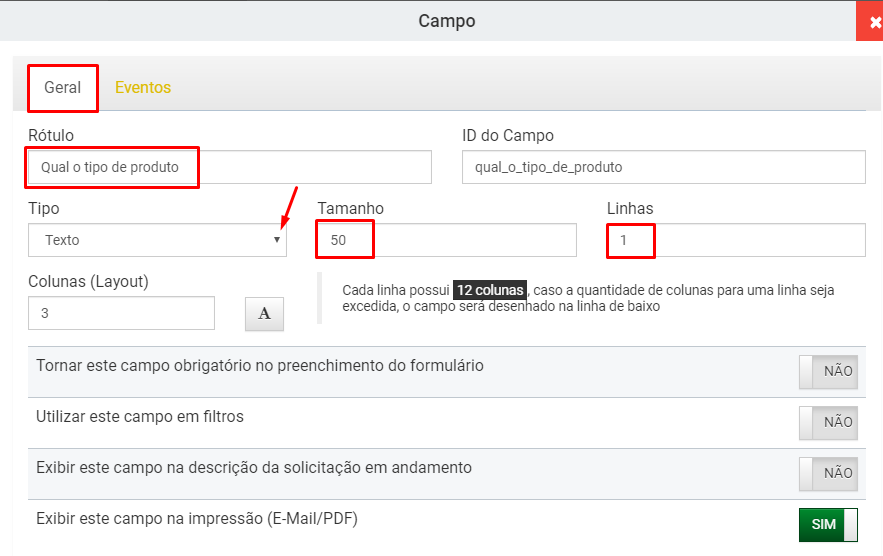 Campo
Geral
Eventos
Rótulo
ID do Campo
Qual o tipo de produto
qual_o_tipo_de_produto
Tipo
Tamanho
Linhas
Texto
50
1
Colunas (Layout)
3
A
Cada linha possui 12 colunas, caso a quantidade de colunas para uma linha seja
excedida, o campo será desenhado na linha de baixo
Tornar este campo obrigatório no preenchimento do formulário
NÃO
Utilizar este campo em filtros
NÃO
Exibir este campo na descrição da solicitação em andamento
NÃO
Exibir este campo na impressão (E-Mail/PDF)
SIM